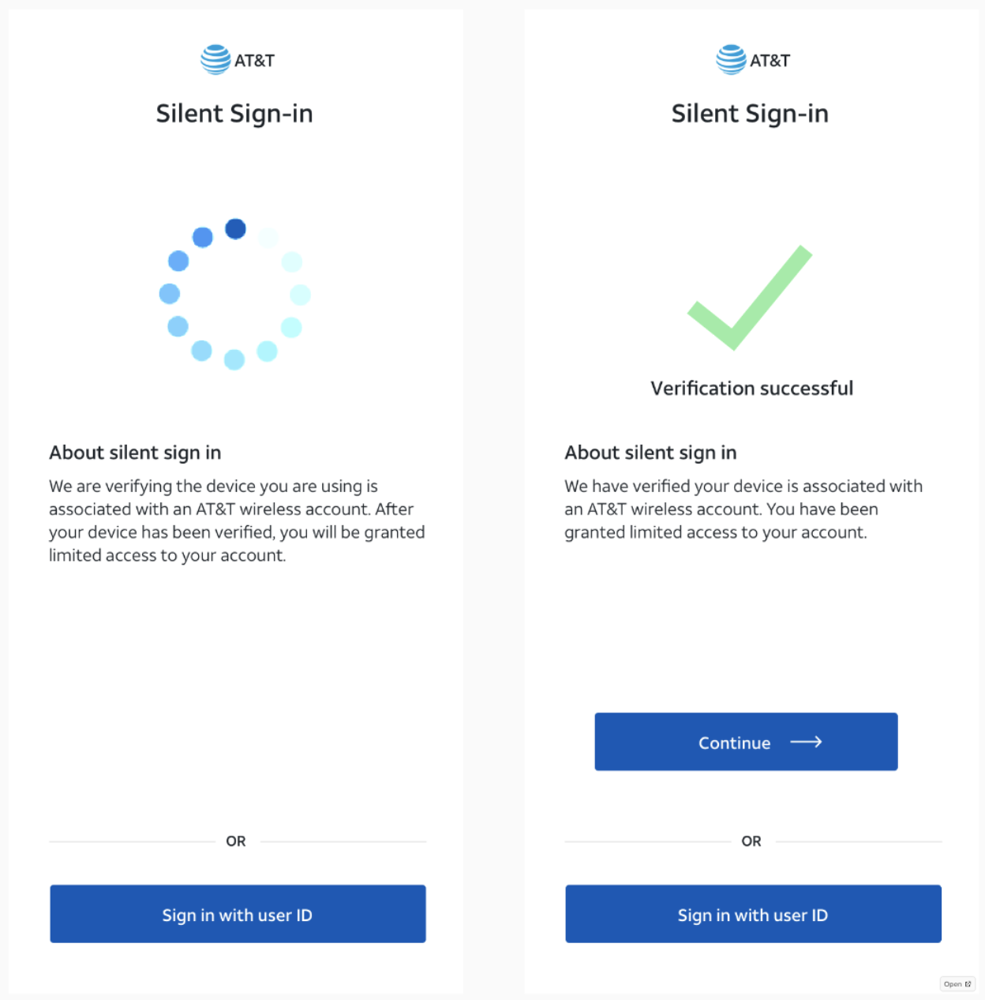 AT&T
Silent Sign-in
About silent sign in
We are verifying the device you are using is
associated with an AT&T wireless account. After
your device has been verified, you will be granted
limited access to your account.
OR
Sign in with user ID
AT&T
Silent Sign-in
Verification successful
About silent sign in
We have verified your device is associated with
an AT&T wireless account. You have been
granted limited access to your account.
Continue
OR
Sign in with user ID
Open